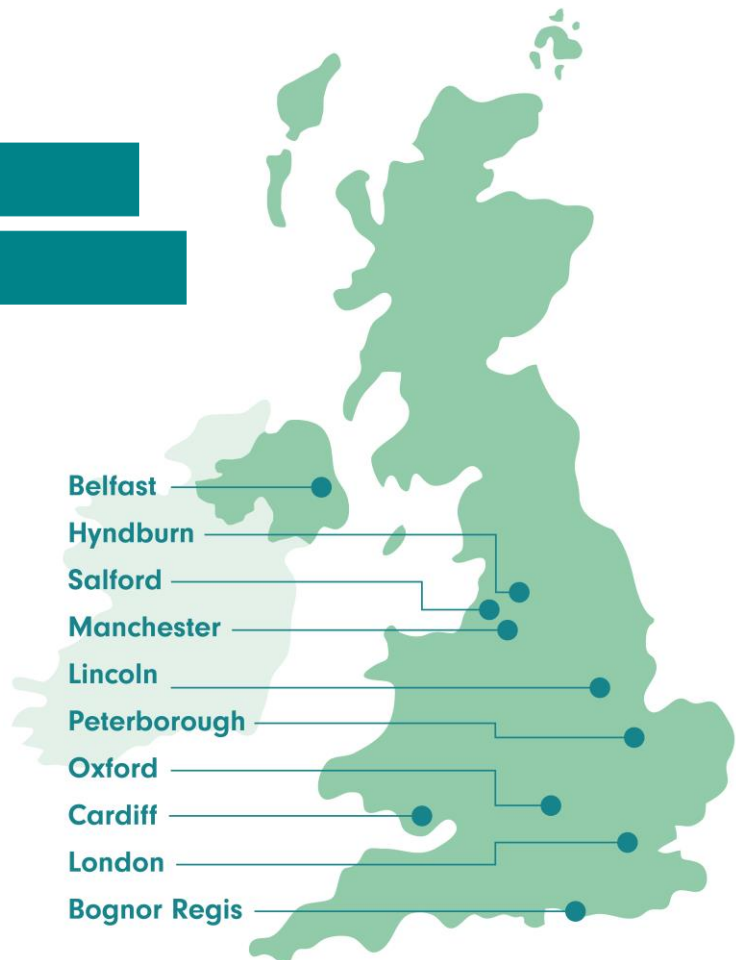 Belfast
Hyndburn
Salford
Manchester
Lincoln
Peterborough
Oxford
Cardiff
London
Bognor Regis